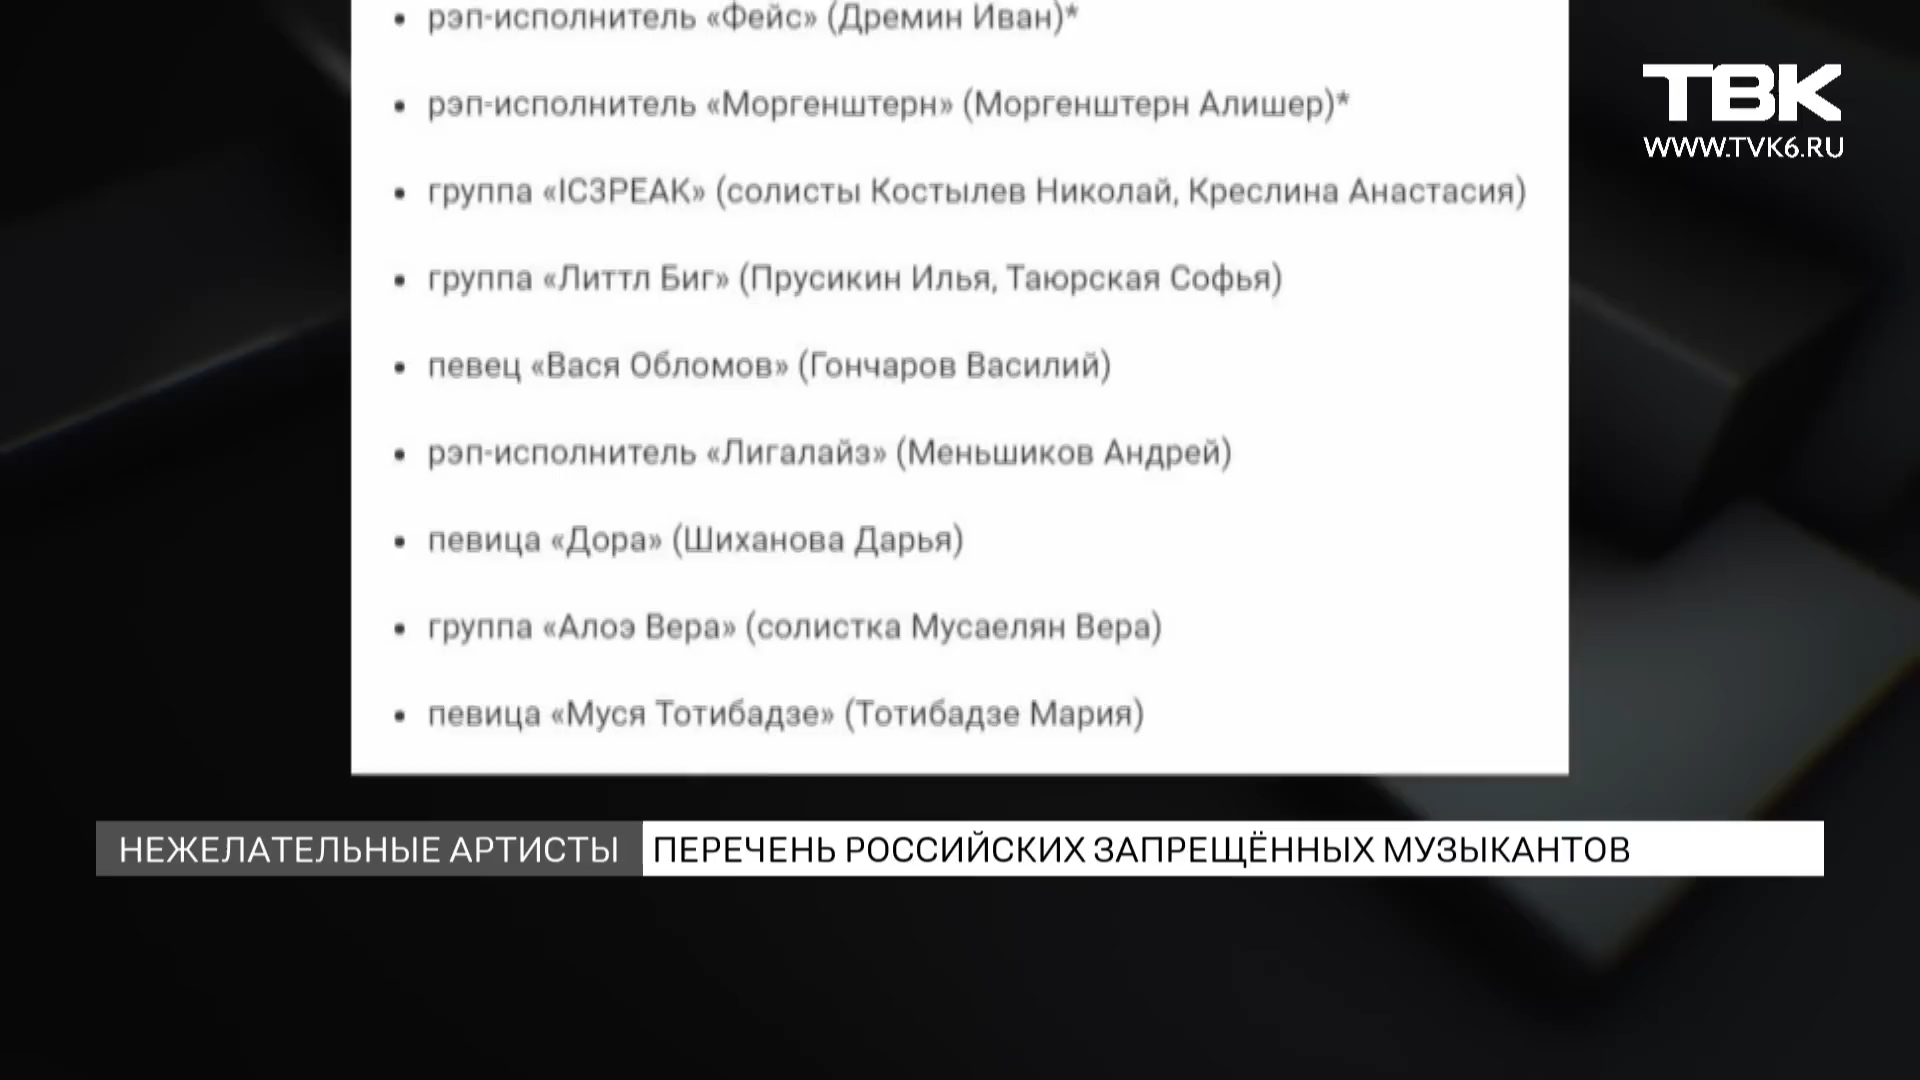 • рэп-исполнитель «Фейс» (Дремин Иван)*
• рэп-исполнитель «Моргенштерн» (Моргенштерн Алишер)*
• группа «IC3PEAK» (солисты Костылев Николай, Креслина Анастасия)
• группа «Литтл Биг» (Прусикин Илья, Таюрская Софья)
• певец «Вася Обломов» (Гончаров Василий)
• рэп-исполнитель «Лигалайз» (Меньшиков Андрей)
• певица «Дора» (Шиханова Дарья)
• группа «Алоэ Вера» (солистка Мусаелян Вера)
• певица «Муся Тотибадзе» (Тотибадзе Мария)
ТВК
WWW.TVK6.RU
НЕЖЕЛАТЕЛЬНЫЕ АРТИСТЫ ПЕРЕЧЕНЬ РОССИЙСКИХ ЗАПРЕЩЁННЫХ МУЗЫКАНТОВ